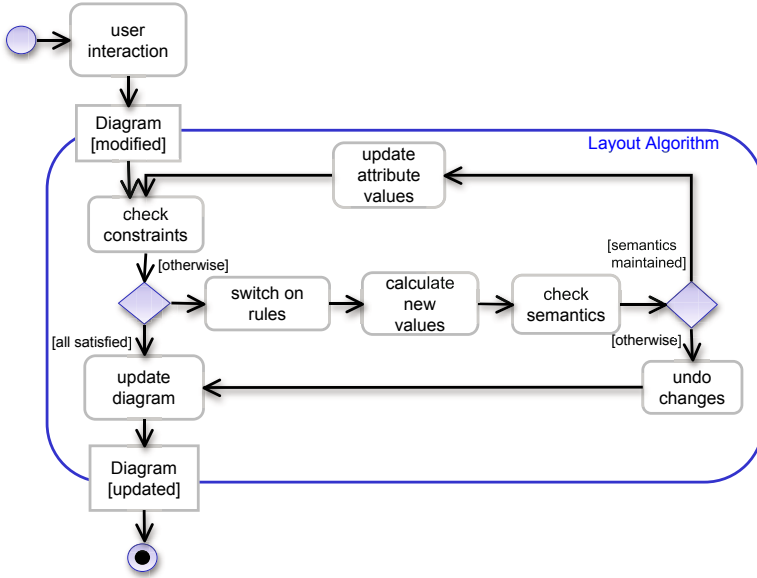 user
interaction
Diagram
[modified]
Layout Algorithm
update
attribute
values
check
constraints
[semantics
maintained]
[otherwise]
switch on
rules
calculate
new
values
check
semantics
[all satisfied]
[otherwise]
update
diagram
undo
changes
Diagram
[updated]